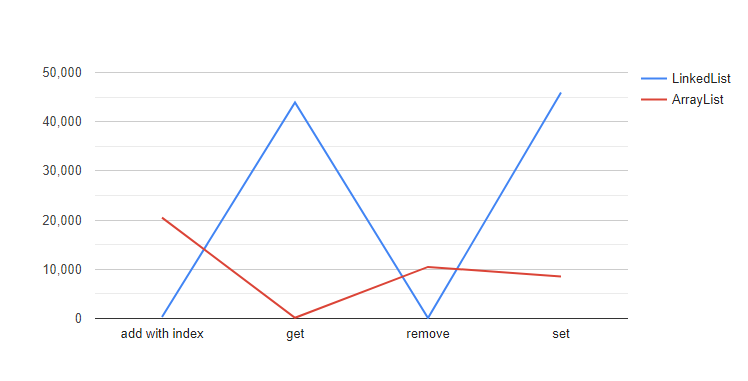 50,000
40,000
30,000
20,000
10,000
0
add with index
get
remove
set
LinkedList
ArrayList